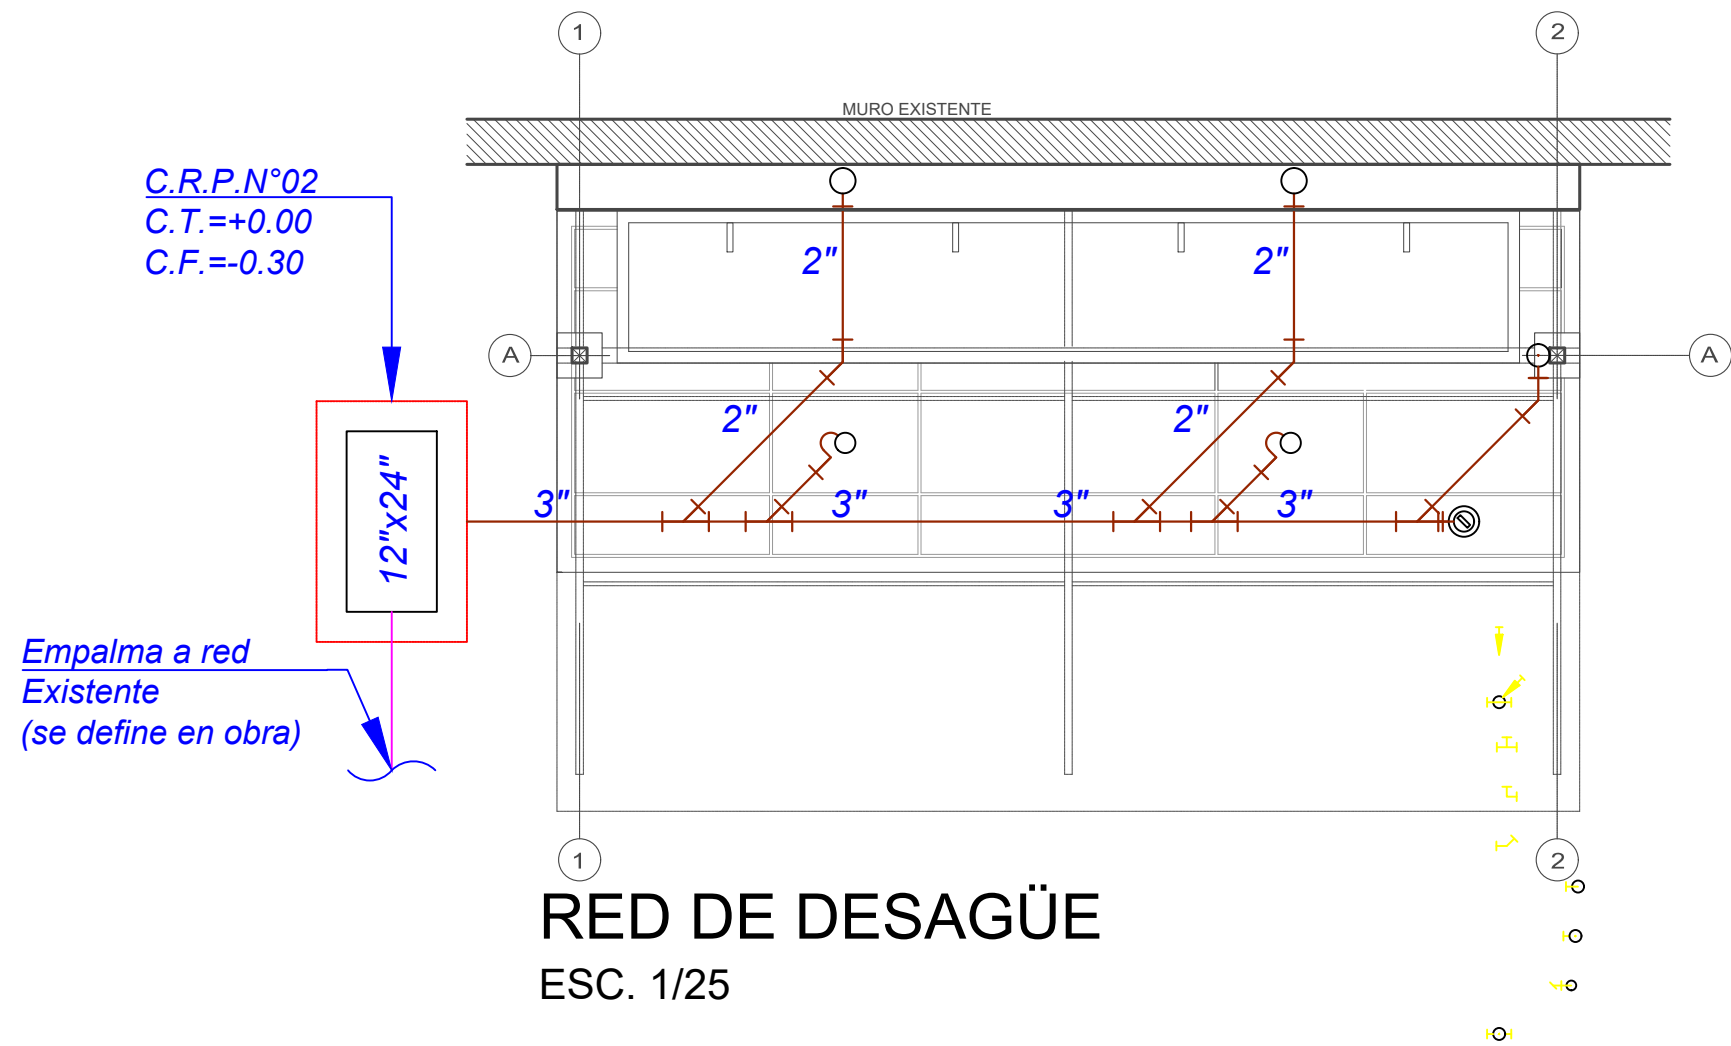 1
2
MURO EXISTENTE
C.R.P.N°02
C.T.=+0.00
C.F.=-0.30
2"
2"
A
A
2"
2"
12"x24"
3"
3"
3"
3"
Empalma a red
Existente
(se define en obra)
1
2
RED DE DESAGÜE
ESC. 1/25